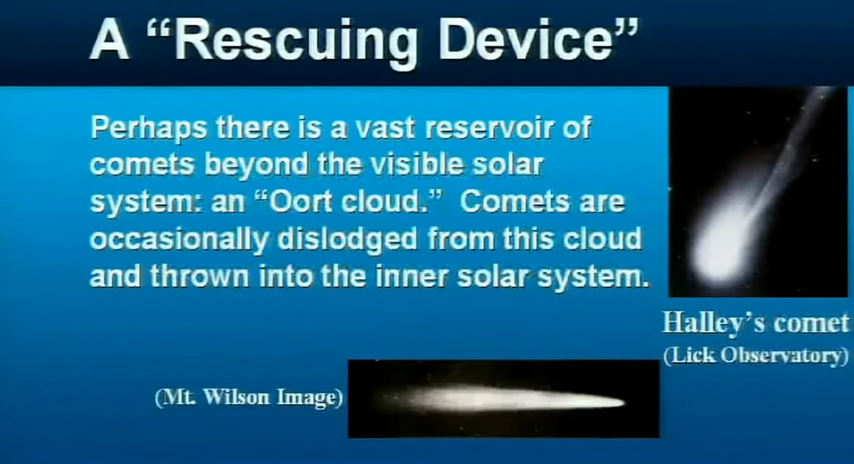 A “Rescuing Device”
Perhaps there is a vast reservoir of
comets beyond the visible solar
system: an “Oort cloud.” Comets are
occasionally dislodged from this cloud
and thrown into the inner solar system.
Halley’s comet
(Lick Observatory)
(Mt. Wilson Image)